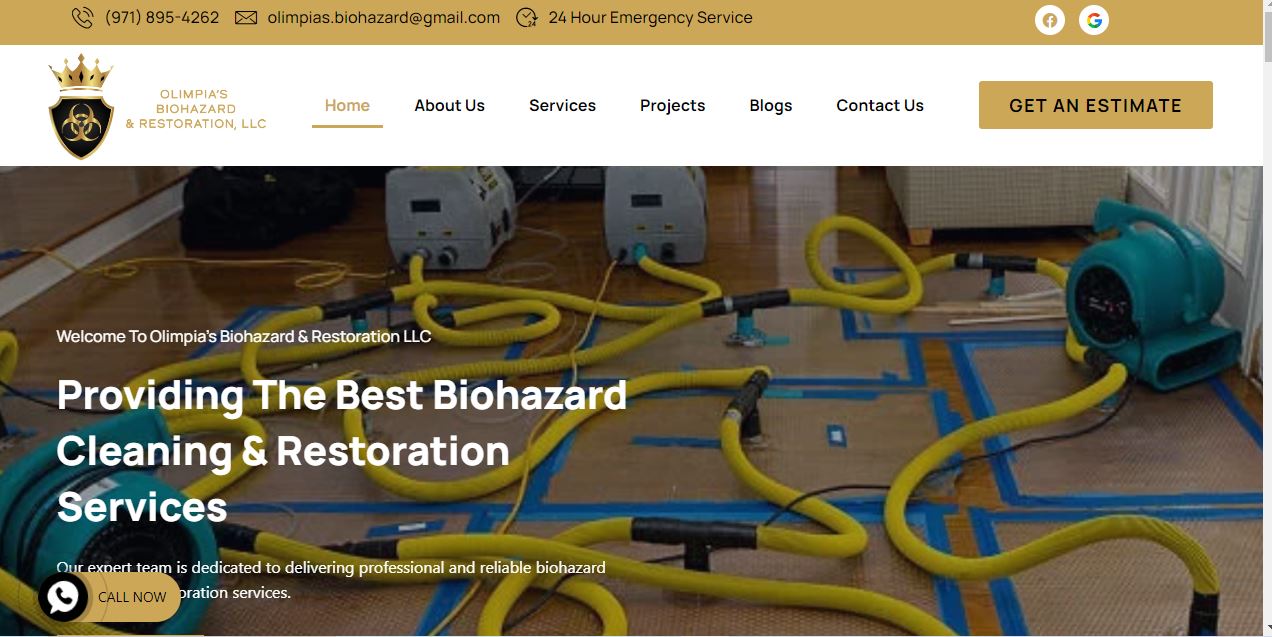 (971) 895-4262 olimpias.biohazard@gmail.com 24 Hour Emergency Service
OLIMPIA'S
BIOHAZARD
& RESTORATION, LLC
Home About Us Services Projects Blogs Contact Us GET AN ESTIMATE
Welcome To Olimpia's Biohazard & Restoration LLC
Providing The Best Biohazard
Cleaning & Restoration
Services
Our expert team is dedicated to delivering professional and reliable biohazard
services.
CALL NOW